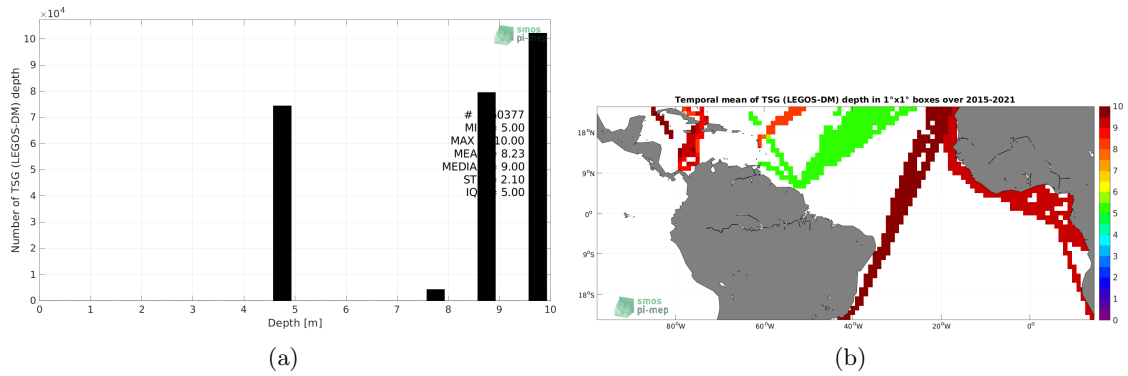 ×10⁴
smos
pi-mep
Number of TSG (LEGOS-DM) depth
10
9
8
7
6
5
4
3
2
1
0
#
60377
5.00
MAX
10.00
MEA
8.23
MEDIA
9.00
ST
2.10
IQ
5.00
0 1 2 3 4 5 6 7 8 9 10
Depth [m]
(a)
Temporal mean of TSG (LEGOS-DM) depth in 1°x1° boxes over 2015-2021
18°N
9°N
0°
9°S
18°S
80°W 60°W 40°W 20°W 0°
smos
pi-mep
10
9
8
7
6
5
4
3
2
1
0
(b)